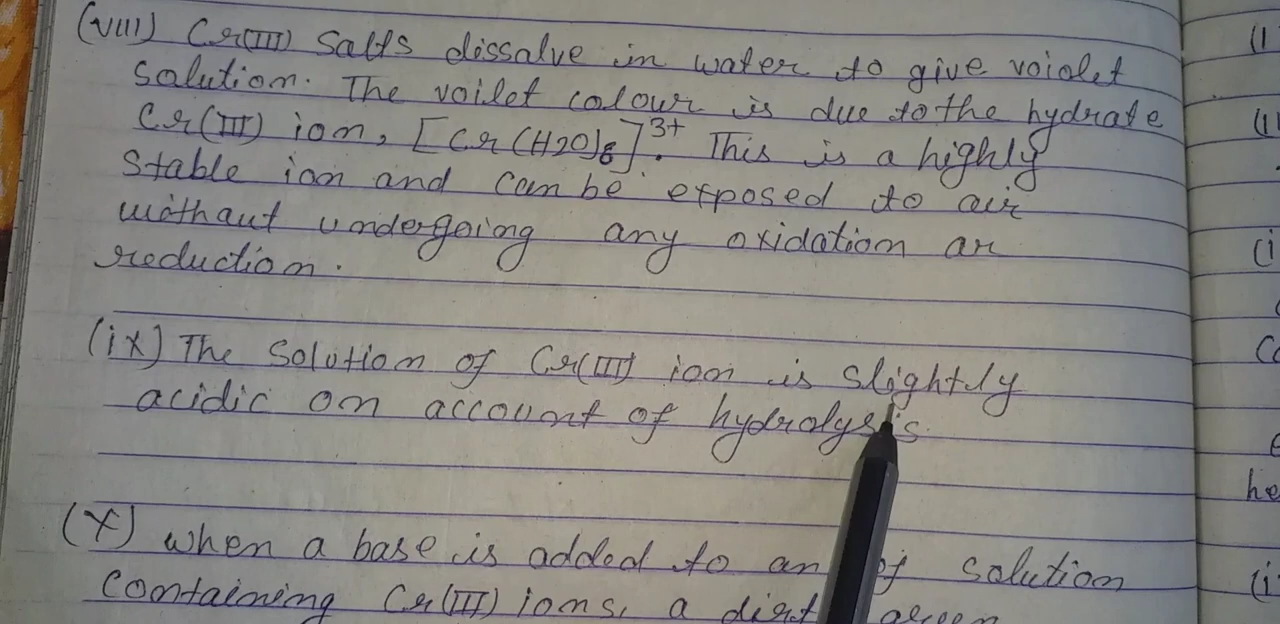 (viii) Cr(III) Salts dissalve in water to give voiolet
Solution. The voilet colour is due to the hydrate
Cr(III) ion, [Cr(H2O)6]3+. This is a highly
Stable ion and can be exposed to air
without undergoing any oxidation or
reduction.
(ix) The Solution of Cr(III) ion is slightly
acidic on account of hydrolysis.
(X) when a base is added to an of solution
Containing Cr(III) ions, a green